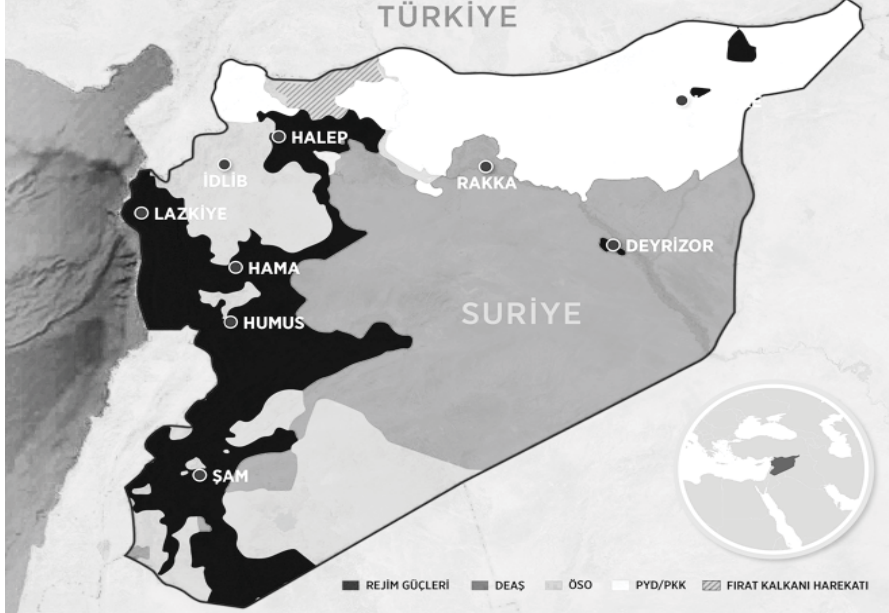 TÜRKİYE
HALEP
İDLİB
RAKKA
LAZKİYE
DEYRİZOR
HAMA
SURİYE
HUMUS
ŞAM
REJİM GÜÇLERİ
DEAŞ
ÖSO
PYD/PKK
FIRAT KALKANI HAREKATI